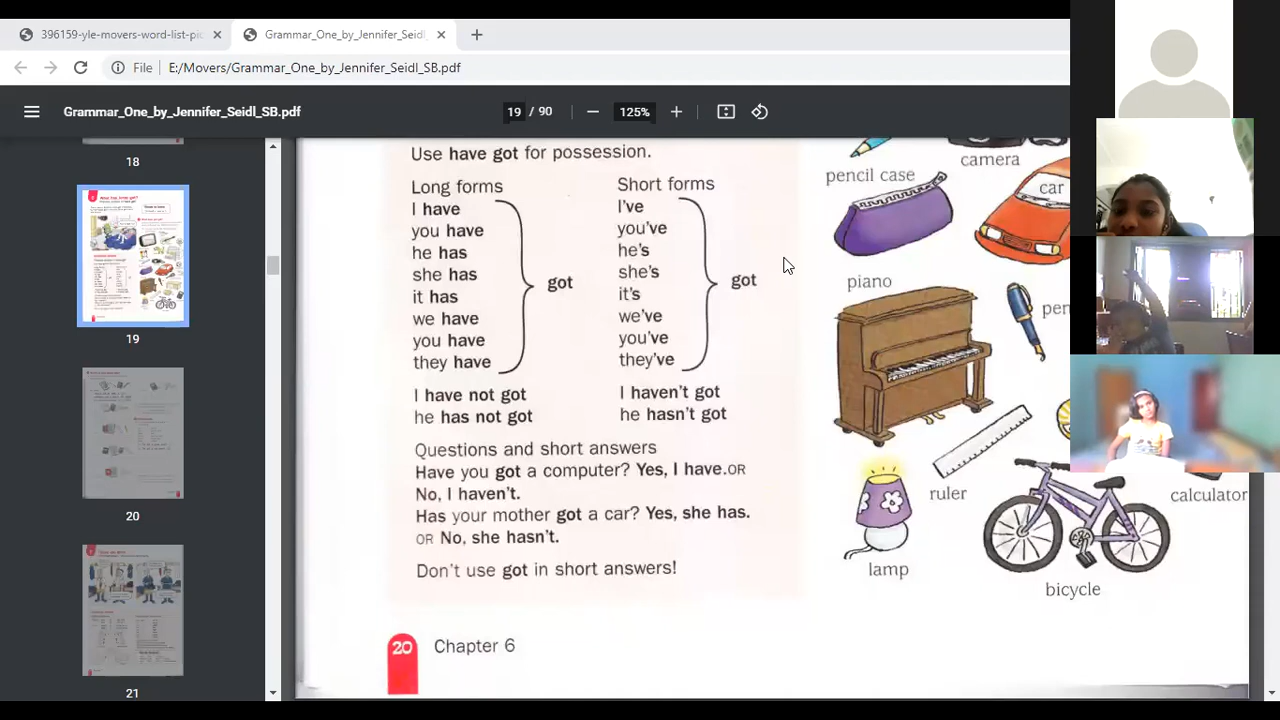 396159-yle-movers-word-list-pic
Grammar_One_by_Jennifer_Seidl
File
E:/Movers/Grammar_One_by_Jennifer_Seidl_SB.pdf
Grammar_One_by_Jennifer_Seidl_SB.pdf
19 / 90
125%
18
19
20
21
Use have got for possession.
Long forms
I have
you have
he has
she has
it has
we have
you have
they have
got
Short forms
I've
you've
he's
she's
it's
we've
you've
they've
got
I have not got
he has not got
I haven't got
he hasn't got
Questions and short answers
Have you got a computer? Yes, I have.OR
No, I haven't.
Has your mother got a car? Yes, she has.
OR No, she hasn't.
Don't use got in short answers!
20 Chapter 6
camera
pencil case
car
piano
pen
ruler
calculator
lamp
bicycle